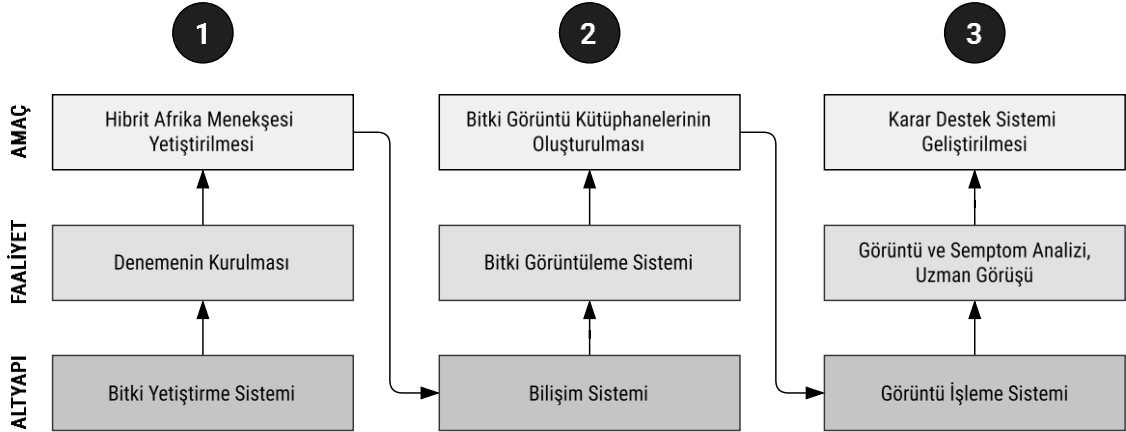 1
2
3
AMAÇ
Hibrit Afrika Menekşesi
Yetiştirilmesi
Bitki Görüntü Kütüphanelerinin
Oluşturulması
Karar Destek Sistemi
Geliştirilmesi
FAALİYET
Denemenin Kurulması
Bitki Görüntüleme Sistemi
Görüntü ve Semptom Analizi,
Uzman Görüşü
ALTYAPI
Bitki Yetiştirme Sistemi
Bilişim Sistemi
Görüntü İşleme Sistemi